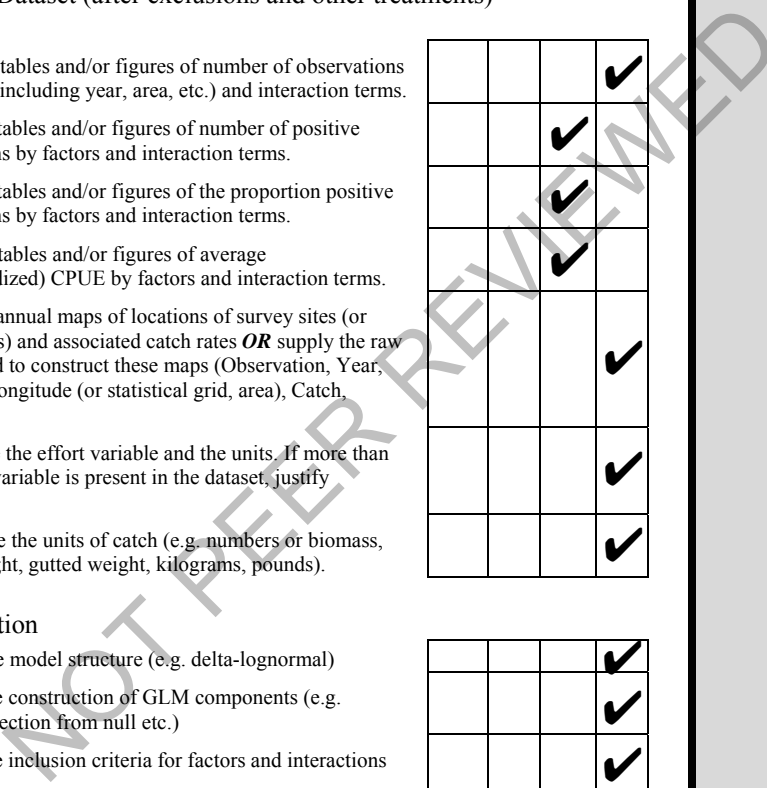 Dataset (after exclusions and other treatments)
tables and/or figures of number of observations
including year, area, etc.) and interaction terms.
tables and/or figures of number of positive
s by factors and interaction terms.
tables and/or figures of the proportion positive
s by factors and interaction terms.
tables and/or figures of average
lized) CPUE by factors and interaction terms.
annual maps of locations of survey sites (or
s) and associated catch rates OR supply the raw
d to construct these maps (Observation, Year,
ongitude (or statistical grid, area), Catch,
the effort variable and the units. If more than
variable is present in the dataset, justify
e the units of catch (e.g. numbers or biomass,
ght, gutted weight, kilograms, pounds).
tion
e model structure (e.g. delta-lognormal)
e construction of GLM components (e.g.
ection from null etc.)
e inclusion criteria for factors and interactions
NOT PEER REVIEWED